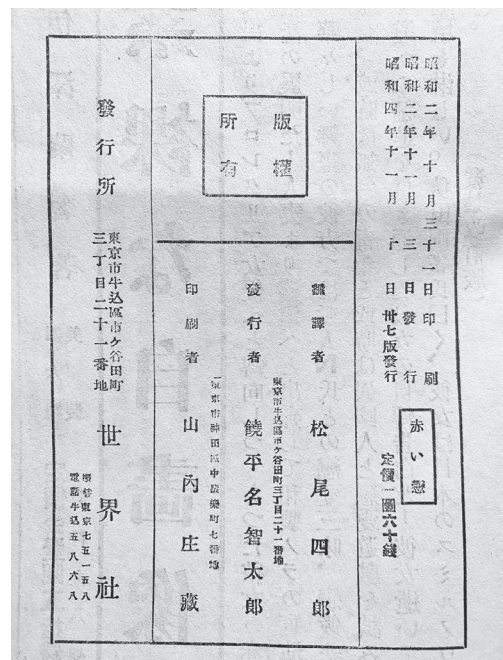 昭和二年十月三十一日印刷
昭和二年十一月三日發行
昭和四年十一月十日卅七版發行
赤い戀
定價一圓六十錢
版權
所有
飜譯者 松尾四郎
東京市牛込區市ケ谷田町三丁目二十一番地
發行者 饒平名智太郎
東京市神田區中猿樂町七番地
印刷者 山內庄藏
發行所
東京市牛込區市ケ谷田町
三丁目二十一番地
世界社
振替東京七五一五八
電話牛込五八六八